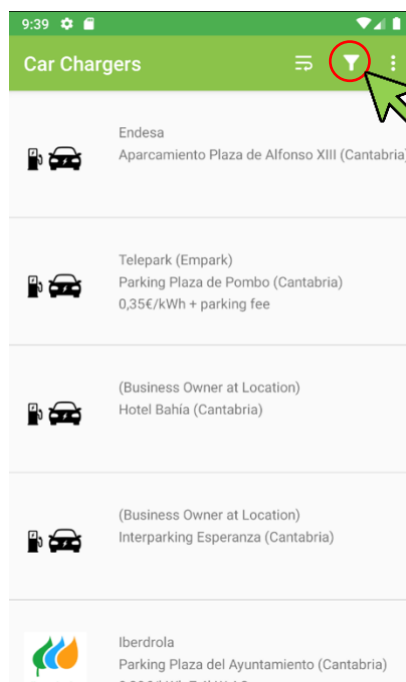 9:39
Car Chargers
Endesa
Aparcamiento Plaza de Alfonso XIII (Cantabria)
Telepark (Empark)
Parking Plaza de Pombo (Cantabria)
0,35€/kWh + parking fee
(Business Owner at Location)
Hotel Bahía (Cantabria)
(Business Owner at Location)
Interparking Esperanza (Cantabria)
Iberdrola
Parking Plaza del Ayuntamiento (Cantabria)